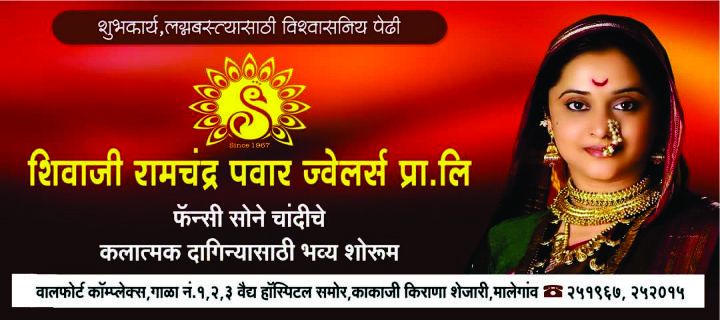 शुभकार्य,लग्नबस्त्यासाठी विश्वासनिय पेढी
S
Since 1967
शिवाजी रामचंद्र पवार ज्वेलर्स प्रा.लि
फॅन्सी सोने चांदीचे
कलात्मक दागिन्यासाठी भव्य शोरूम
वालफोर्ट कॉम्प्लेक्स,गाळा नं.१,२,३ वैद्य हॉस्पिटल समोर,काकाजी किराणा शेजारी,मालेगांव ☎ २५१९६७, २५२०१५